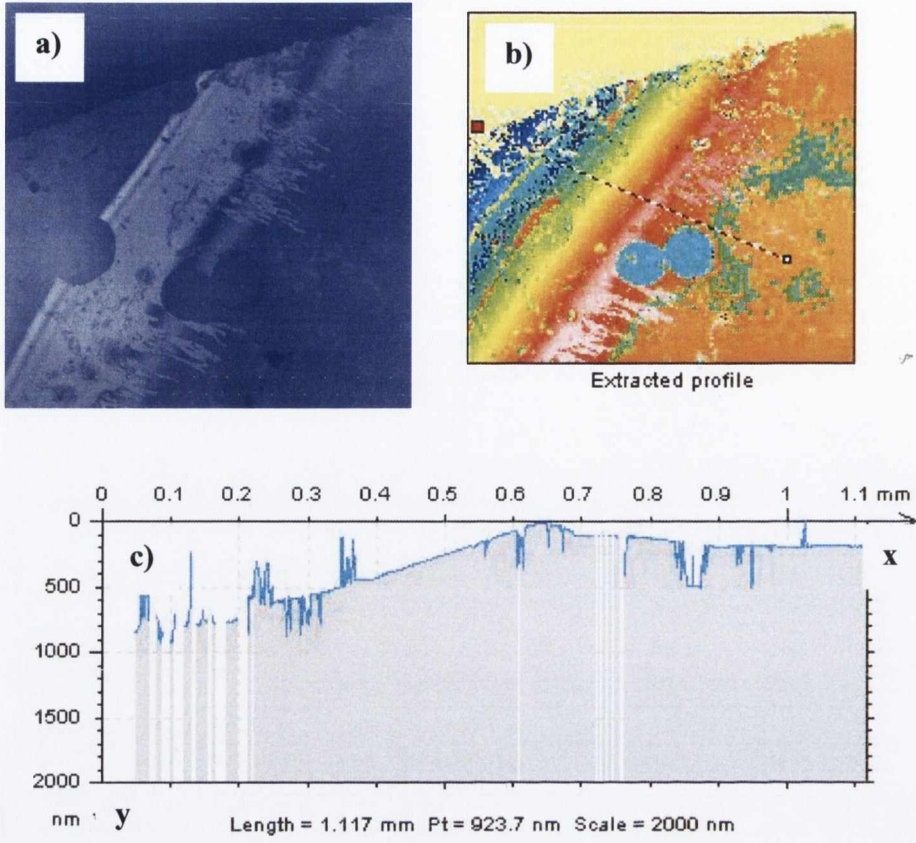 a)
b)
Extracted profile
0 0.1 0.2 0.3 0.4 0.5 0.6 0.7 0.8 0.9 1 1.1 mm
0
c)
x
500
1000
1500
2000
nm y
Length = 1.117 mm Pt = 923.7 nm Scale = 2000 nm